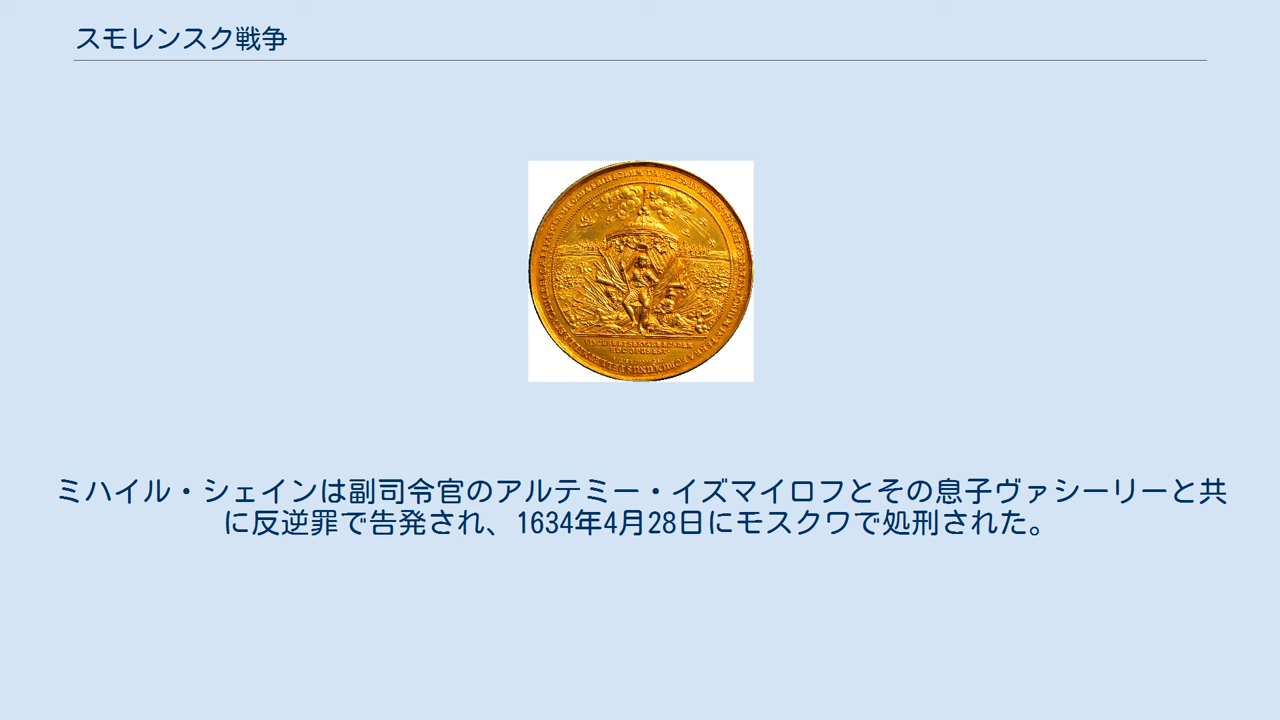 スモレンスク戦争
ミハイル・シェインは副司令官のアルテミー・イズマイロフとその息子ヴァシーリーと共
に反逆罪で告発され、1634年4月28日にモスクワで処刑された。